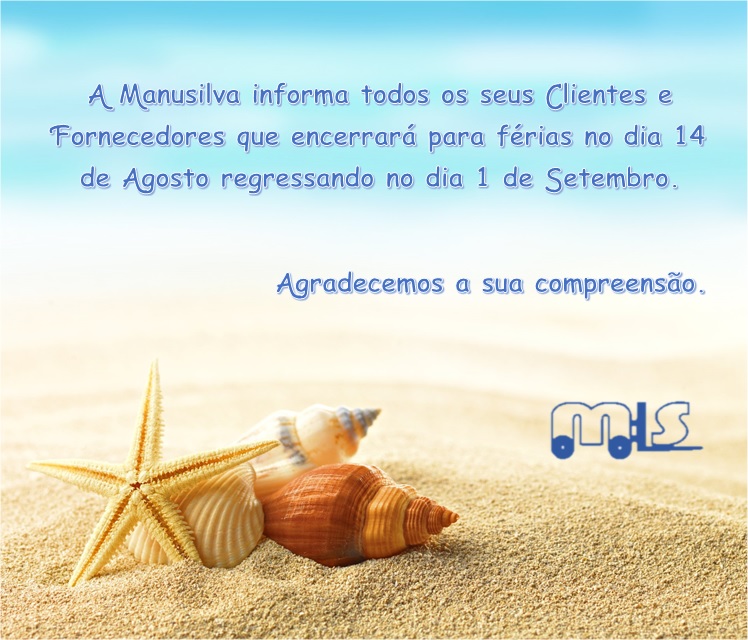 A Manusilva informa todos os seus Clientes e
Fornecedores que encerrará para férias no dia 14
de Agosto regressando no dia 1 de Setembro.
Agradecemos a sua compreensão.
MLS